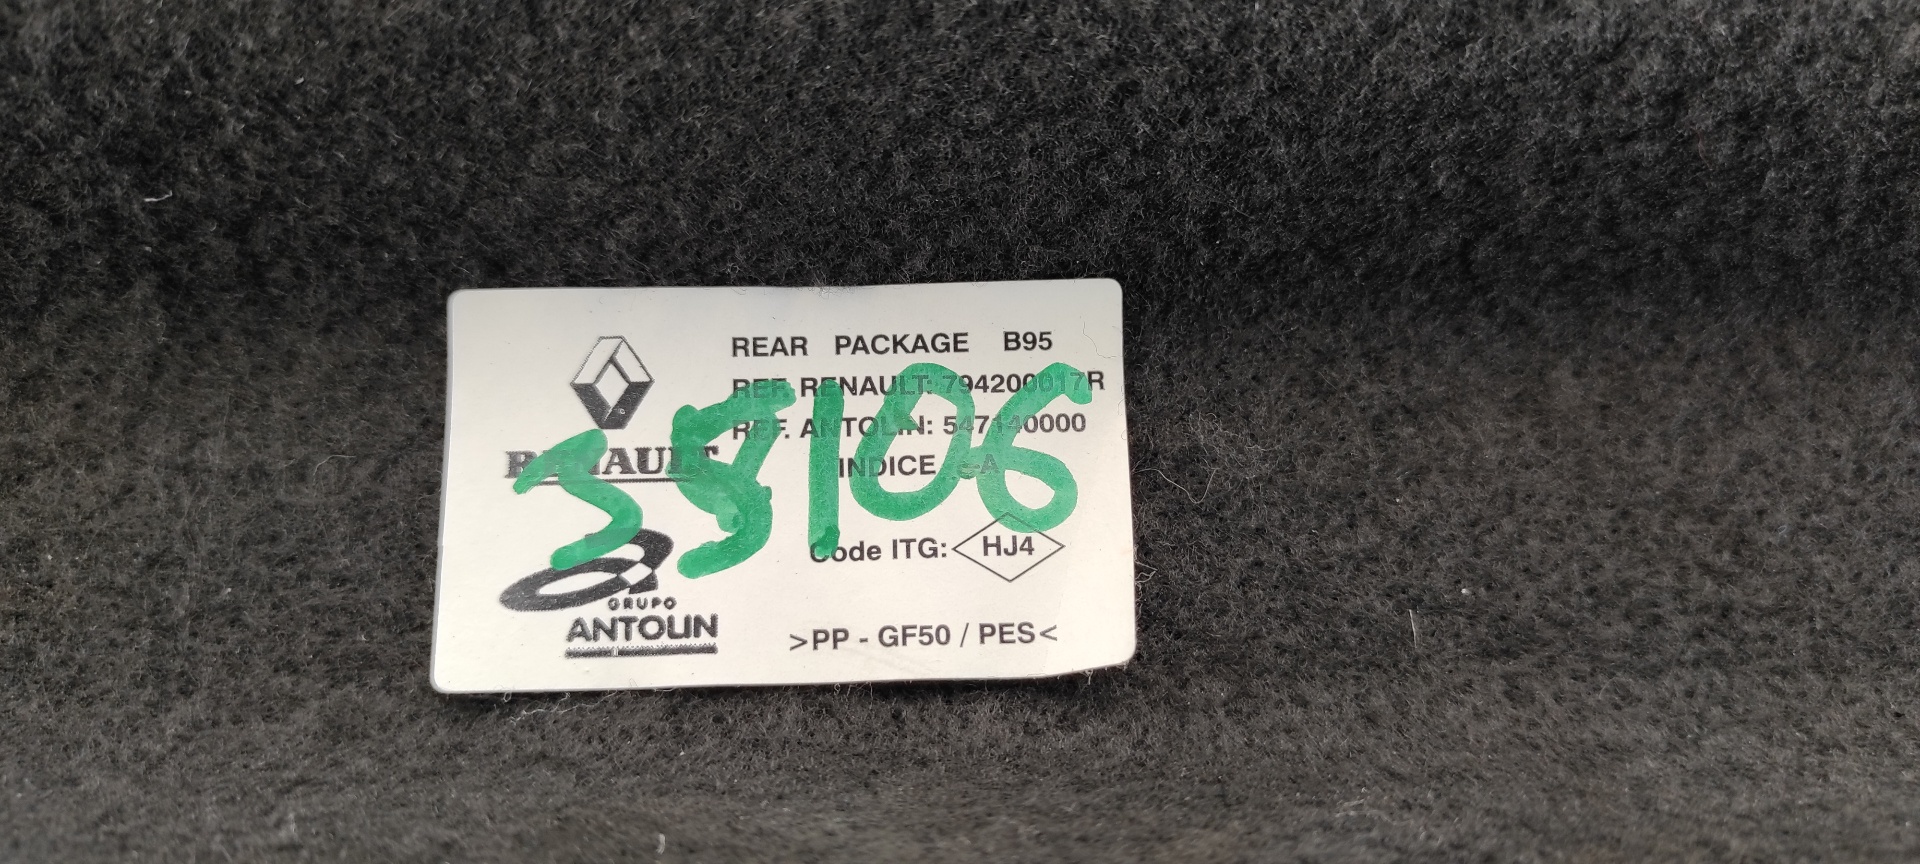 REAR PACKAGE B95
REF. RENAULT: 794200017R
REF. ANTOLIN: 547140000
RENAULT
INDICE : A
38106
Code ITG: HJ4
GRUPO
ANTOLIN
>PP - GF50 / PES<